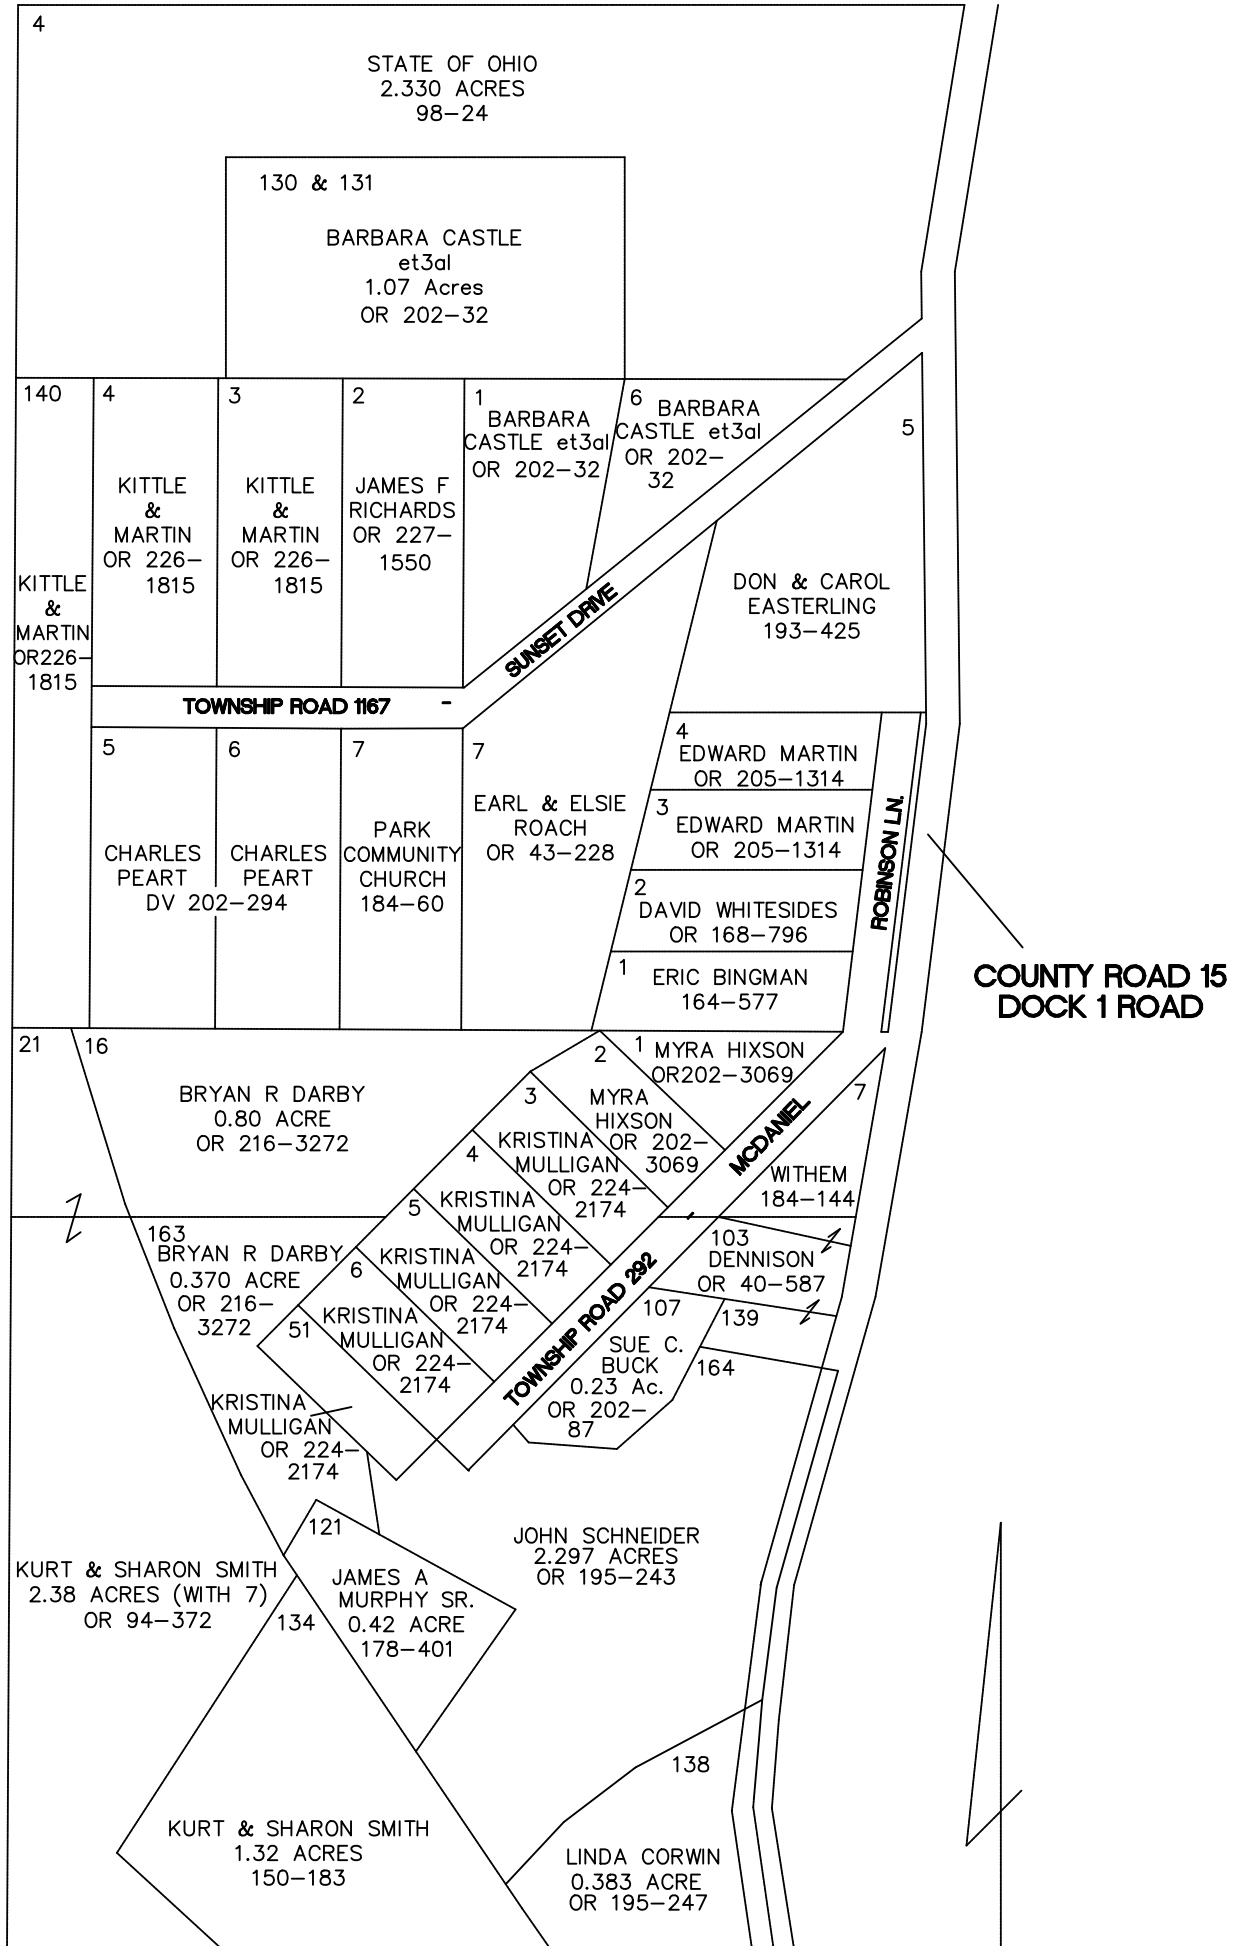 4
STATE OF OHIO
2.330 ACRES
98-24
130 & 131
BARBARA CASTLE
et3al
1.07 Acres
OR 202-32
140
KITTLE
&
MARTIN
OR226-
1815
4
KITTLE
&
MARTIN
OR 226-
1815
3
KITTLE
&
MARTIN
OR 226-
1815
2
JAMES F
RICHARDS
OR 227-
1550
1
BARBARA
CASTLE et3al
OR 202-32
6
BARBARA
CASTLE et3al
OR 202-
32
5
DON & CAROL
EASTERLING
193-425
SUNSET DRIVE
TOWNSHIP ROAD 1167 -
5
CHARLES
PEART
6
CHARLES
PEART
DV 202-294
7
PARK
COMMUNITY
CHURCH
184-60
7
EARL & ELSIE
ROACH
OR 43-228
4
EDWARD MARTIN
OR 205-1314
3
EDWARD MARTIN
OR 205-1314
2
DAVID WHITESIDES
OR 168-796
1
ERIC BINGMAN
164-577
ROBINSON LN.
COUNTY ROAD 15
DOCK 1 ROAD
21
16
BRYAN R DARBY
0.80 ACRE
OR 216-3272
1
MYRA HIXSON
OR202-3069
2
MYRA
HIXSON
OR 202-
3069
3
KRISTINA
MULLIGAN
OR 224-
2174
4
KRISTINA
MULLIGAN
OR 224-
2174
5
KRISTINA
MULLIGAN
OR 224-
2174
6
KRISTINA
MULLIGAN
OR 224-
2174
51
KRISTINA
MULLIGAN
OR 224-
2174
MCDANIEL
TOWNSHIP ROAD 292 -
7
WITHEM
184-144
163
BRYAN R DARBY
0.370 ACRE
OR 216-
3272
103
DENNISON
OR 40-587
107
SUE C.
BUCK
0.23 Ac.
OR 202-
87
139
164
121
JAMES A
MURPHY SR.
0.42 ACRE
178-401
JOHN SCHNEIDER
2.297 ACRES
OR 195-243
KURT & SHARON SMITH
2.38 ACRES (WITH 7)
OR 94-372
134
KURT & SHARON SMITH
1.32 ACRES
150-183
138
LINDA CORWIN
0.383 ACRE
OR 195-247